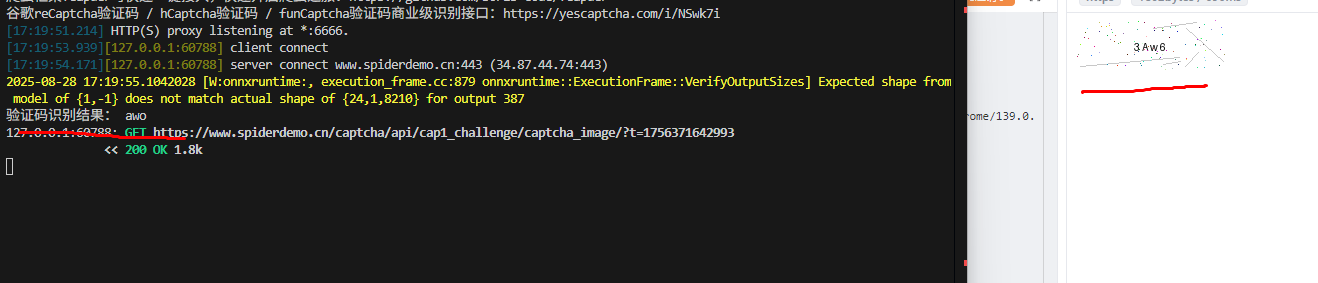 谷歌reCaptcha验证码 / hCaptcha验证码 / funCaptcha验证码商业级识别接口：https://yescaptcha.com/i/NSwk7i
[17:19:51.214] HTTP(S) proxy listening at *:6666.
[17:19:53.939][127.0.0.1:60788] client connect
[17:19:54.171][127.0.0.1:60788] server connect www.spiderdemo.cn:443 (34.87.44.74:443)
2025-08-28 17:19:55.1042028 [W:onnxruntime:, execution_frame.cc:879 onnxruntime::ExecutionFrame::VerifyOutputSizes] Expected shape from
model of {1,-1} does not match actual shape of {24,1,8210} for output 387
验证码识别结果： awo
127.0.0.1:60788: GET https://www.spiderdemo.cn/captcha/api/cap1_challenge/captcha_image/?t=1756371642993
<< 200 OK 1.8k
rome/139.0.
3Aw6